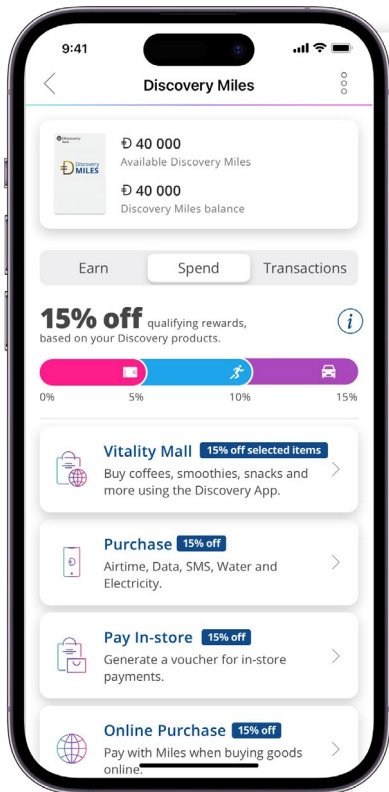 9:41
Discovery Miles
Discovery
Discovery
MILES
Đ 40 000
Available Discovery Miles
Đ 40 000
Discovery Miles balance
Earn Spend Transactions
15% off qualifying rewards,
based on your Discovery products.
0% 5% 10% 15%
Vitality Mall 15% off selected items
Buy coffees, smoothies, snacks and
more using the Discovery App.
Purchase 15% off
Airtime, Data, SMS, Water and
Electricity.
Pay In-store 15% off
Generate a voucher for in-store
payments.
Online Purchase 15% off
Pay with Miles when buying goods
online.